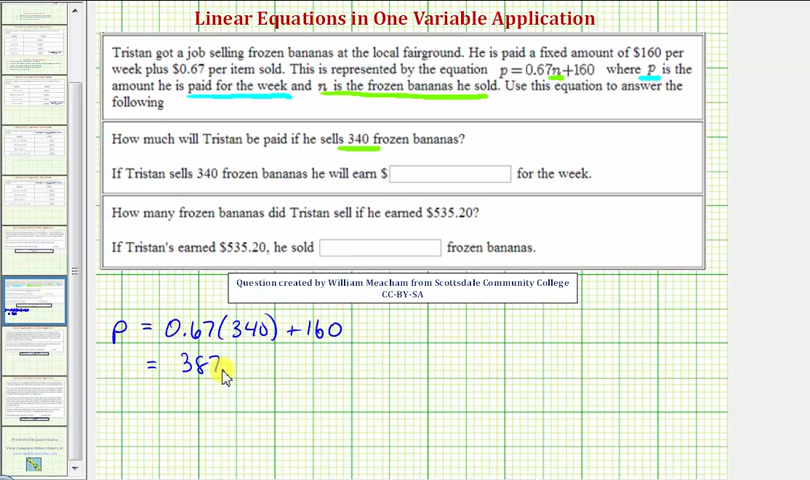 Linear Equations in One Variable Application
Tristan got a job selling frozen bananas at the local fairground. He is paid a fixed amount of $160 per
week plus $0.67 per item sold. This is represented by the equation p = 0.67n+160 where p is the
amount he is paid for the week and n is the frozen bananas he sold. Use this equation to answer the
following
How much will Tristan be paid if he sells 340 frozen bananas?
If Tristan sells 340 frozen bananas he will earn $ for the week.
How many frozen bananas did Tristan sell if he earned $535.20?
If Tristan's earned $535.20, he sold frozen bananas.
Question created by William Meacham from Scottsdale Community College
CC-BY-SA
p = 0.67(340) + 160
= 387